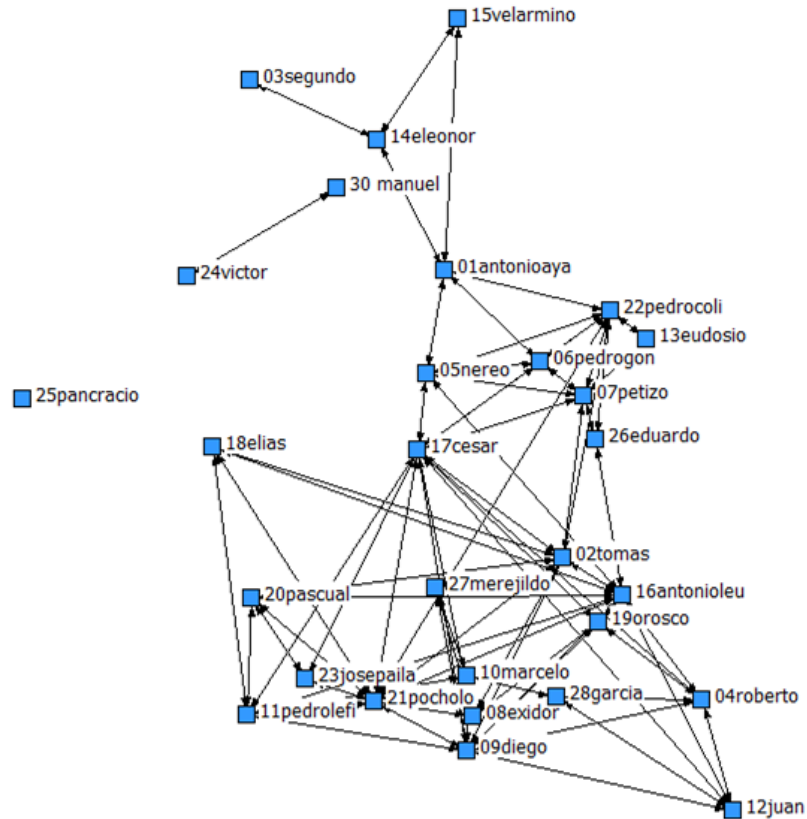 15velarmino
03segundo
14eleonor
30 manuel
24victor
01antonioaya
22pedrocoli
13eudosio
06pedrogon
05nereo
07petizo
25pancracio
26eduardo
18elias
17cesar
02tomas
27merejildo
20pascual
16antonioleu
19orosco
23josepaila
10marcelo
21pocholo
28garcia
04roberto
11pedrolefi
08exidor
09diego
12juan